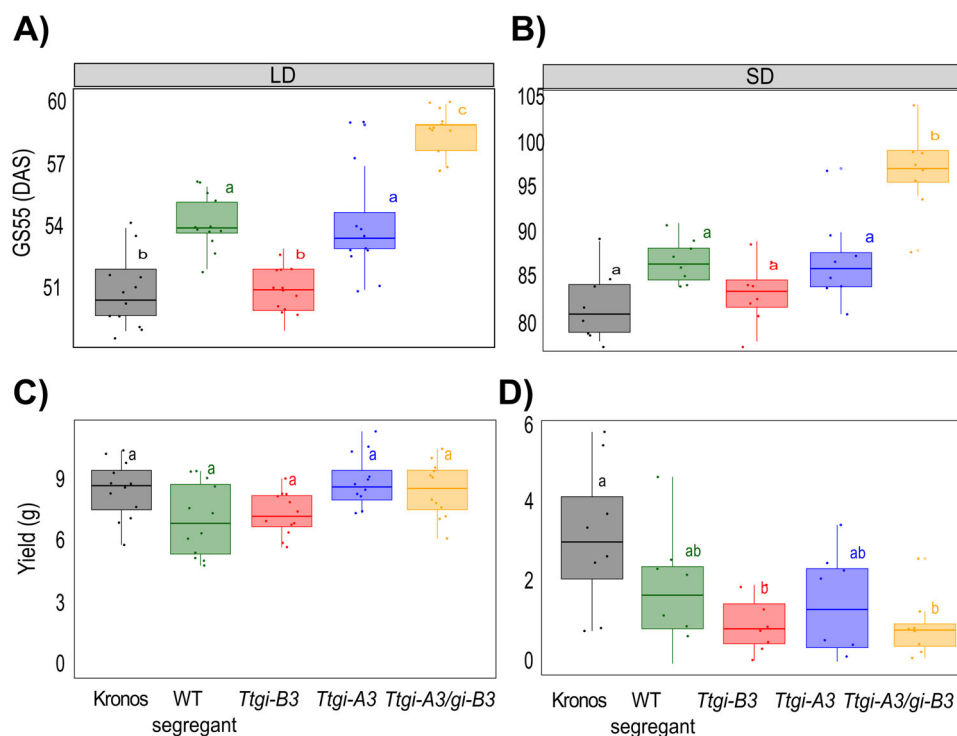 A)
B)
LD
SD
GS55 (DAS)
60
57
54
51
b
a
b
a
c
105
100
95
90
85
80
a
a
a
a
b
C)
D)
Yield (g)
9
6
3
0
a
a
a
a
a
6
4
2
0
a
ab
b
ab
b
Kronos
WT
segregant
Ttgi-B3
Ttgi-A3
Ttgi-A3/gi-B3
Kronos
WT
segregant
Ttgi-B3
Ttgi-A3
Ttgi-A3/gi-B3